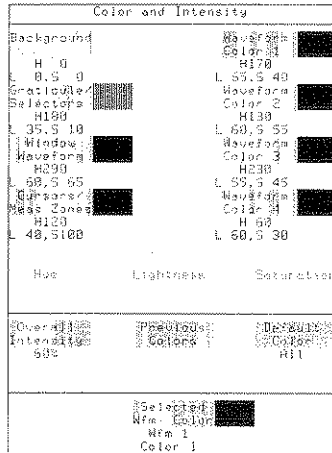 Color and Intensity
Background
H 0
L 0,S 0
Graticule/
Selectors
H180
L 35,S 10
Window
Waveform
H290
L 60,S 65
Cursors/
Meas Zones
H120
L 40,S100
Waveform
Color 1
H170
L 55,S 40
Waveform
Color 2
H130
L 60,S 55
Waveform
Color 3
H230
L 55,S 45
Waveform
Color 4
H 60
L 60,S 30
Hue
Lightness
Saturation
Overall
Intensity
60%
Previous
Colors
Default
Color
All
Selected
Wfm Color
Wfm 1
Color 1